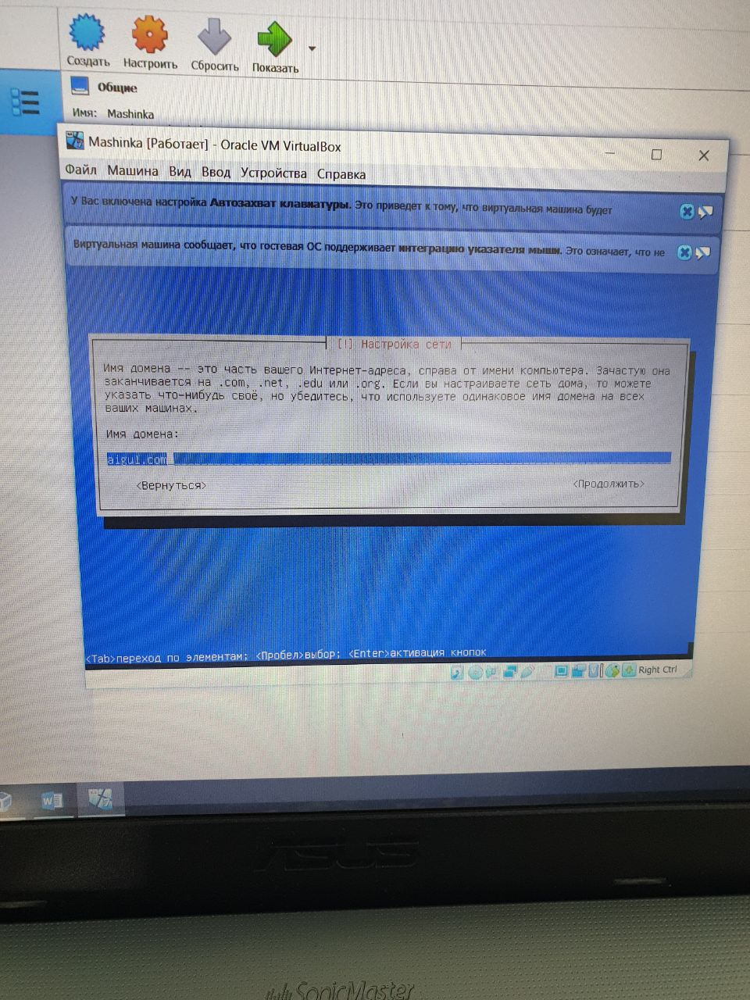 Создать Настроить Сбросить Показать
Общие
Имя: Mashinka
Mashinka [Работает] - Oracle VM VirtualBox
Файл Машина Вид Ввод Устройства Справка
У Вас включена настройка Автозахват клавиатуры. Это приведет к тому, что виртуальная машина будет
Виртуальная машина сообщает, что гостевая ОС поддерживает интеграцию указателя мыши. Это означает, что не
[!] Настройка сети
Имя домена -- это часть вашего Интернет-адреса, справа от имени компьютера. Зачастую она
заканчивается на .com, .net, .edu или .org. Если вы настраиваете сеть дома, то можете
указать что-нибудь своё, но убедитесь, что используете одинаковое имя домена на всех
ваших машинах.
Имя домена:
aigul.com
<Вернуться> <Продолжить>
<Tab>переход по элементам; <Пробел>выбор; <Enter>активация кнопок
Right Ctrl
ASUS
SonicMaster